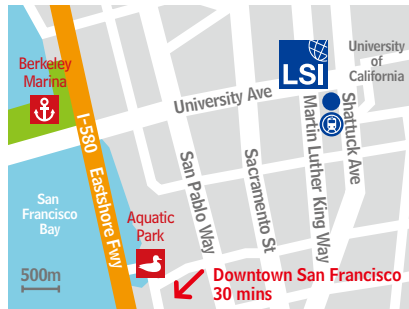 Berkeley
Marina
LSI
University
of
California
University Ave
I-580 Eastshore Fwy
San Pablo Way
Sacramento St
Martin Luther King Way
Shattuck Ave
San
Francisco
Bay
Aquatic
Park
500m
Downtown San Francisco
30 mins